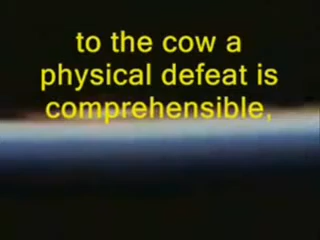 to the cow a
physical defeat is
comprehensible,